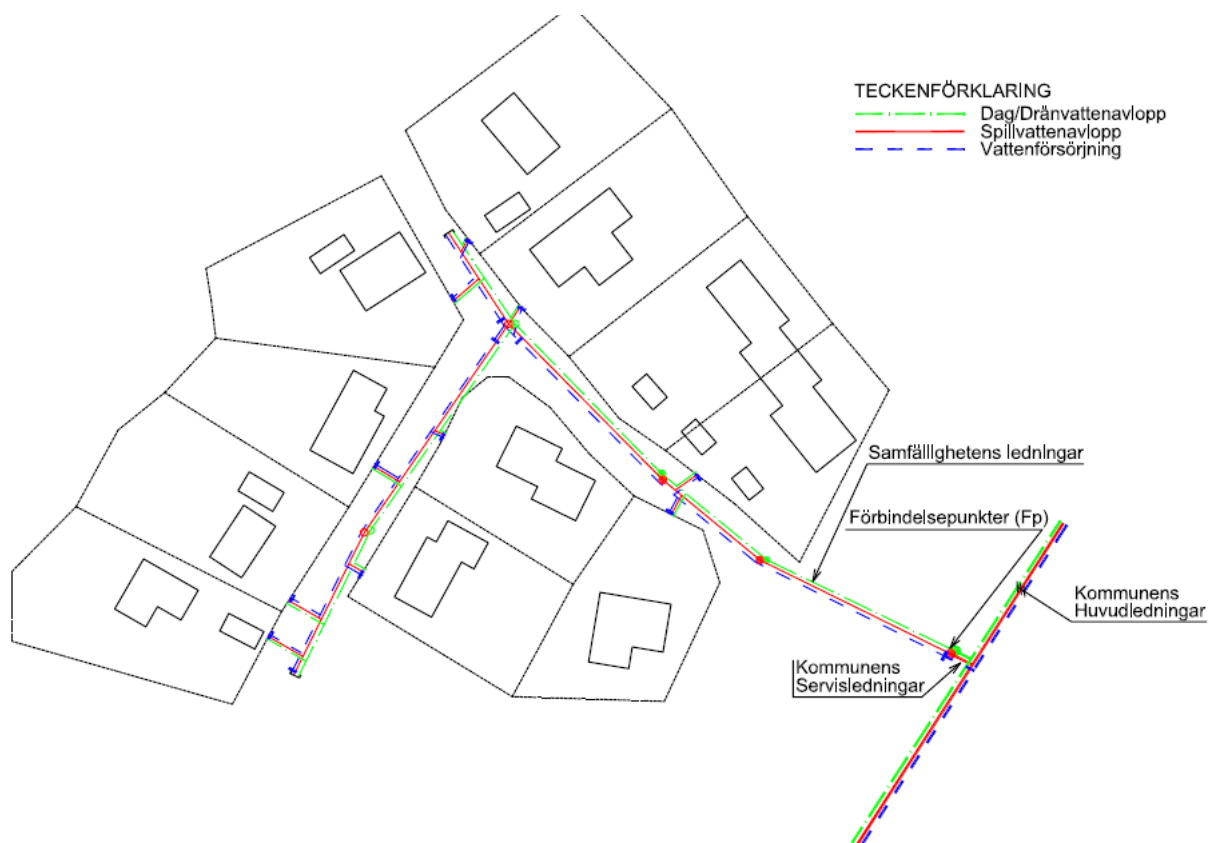 TECKENFÖRKLARING
Dag/Dränvattenavlopp
Spillvattenavlopp
Vattenförsörjning
Samfällighetens ledningar
Förbindelsepunkter (Fp)
Kommunens
Huvudledningar
Kommunens
Servisledningar